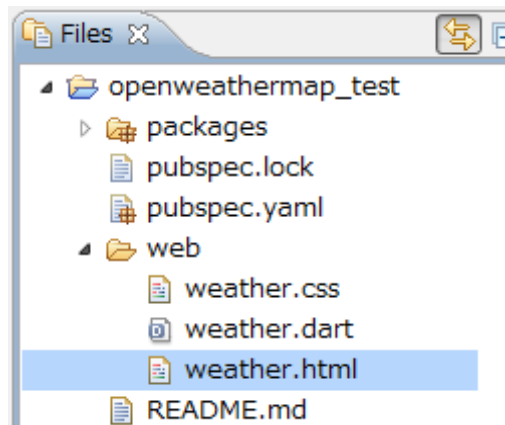 Files
openweathermap_test
packages
pubspec.lock
pubspec.yaml
web
weather.css
weather.dart
weather.html
README.md